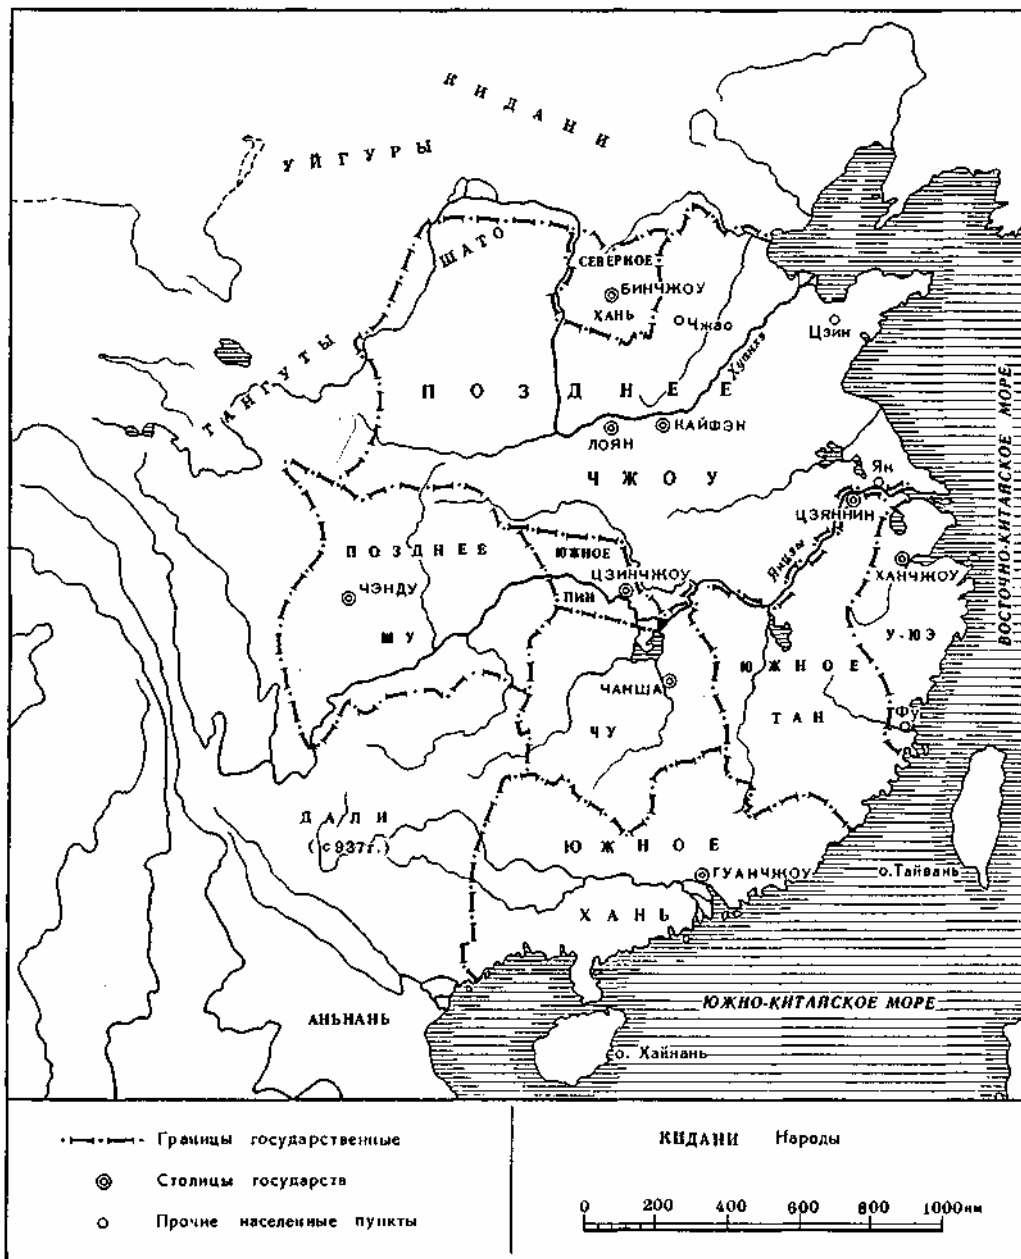 КИДАНИ
УЙГУРЫ
ШАТО
СЕВЕРНОЕ
БИНЧЖОУ
ХАНЬ
Чжао
Цзин
Хуанхэ
ТАНГУТЫ
ПОЗДНЕЕ
ЛОЯН
КАЙФЭН
ЧЖОУ
Ян
ЦЗЯННИН
ВОСТОЧНО-КИТАЙСКОЕ МОРЕ
ПОЗДНЕЕ
ЮЖНОЕ
ЦЗИНЧЖОУ
Янцзы
ХАНЧЖОУ
ЧЭНДУ
ПИН
ШУ
У-ЮЭ
ЮЖНОЕ
ЧАНША
ТАН
Фу
ЧУ
ДАЛИ
(с 937г.)
ЮЖНОЕ
ГУАНЧЖОУ
о.Тайвань
ХАНЬ
ЮЖНО-КИТАЙСКОЕ МОРЕ
АНЬНАНЬ
о. Хайнань
Границы государственные
Столицы государств
Прочие населенные пункты
КИДАНИ Народы
0 200 400 600 800 1000км